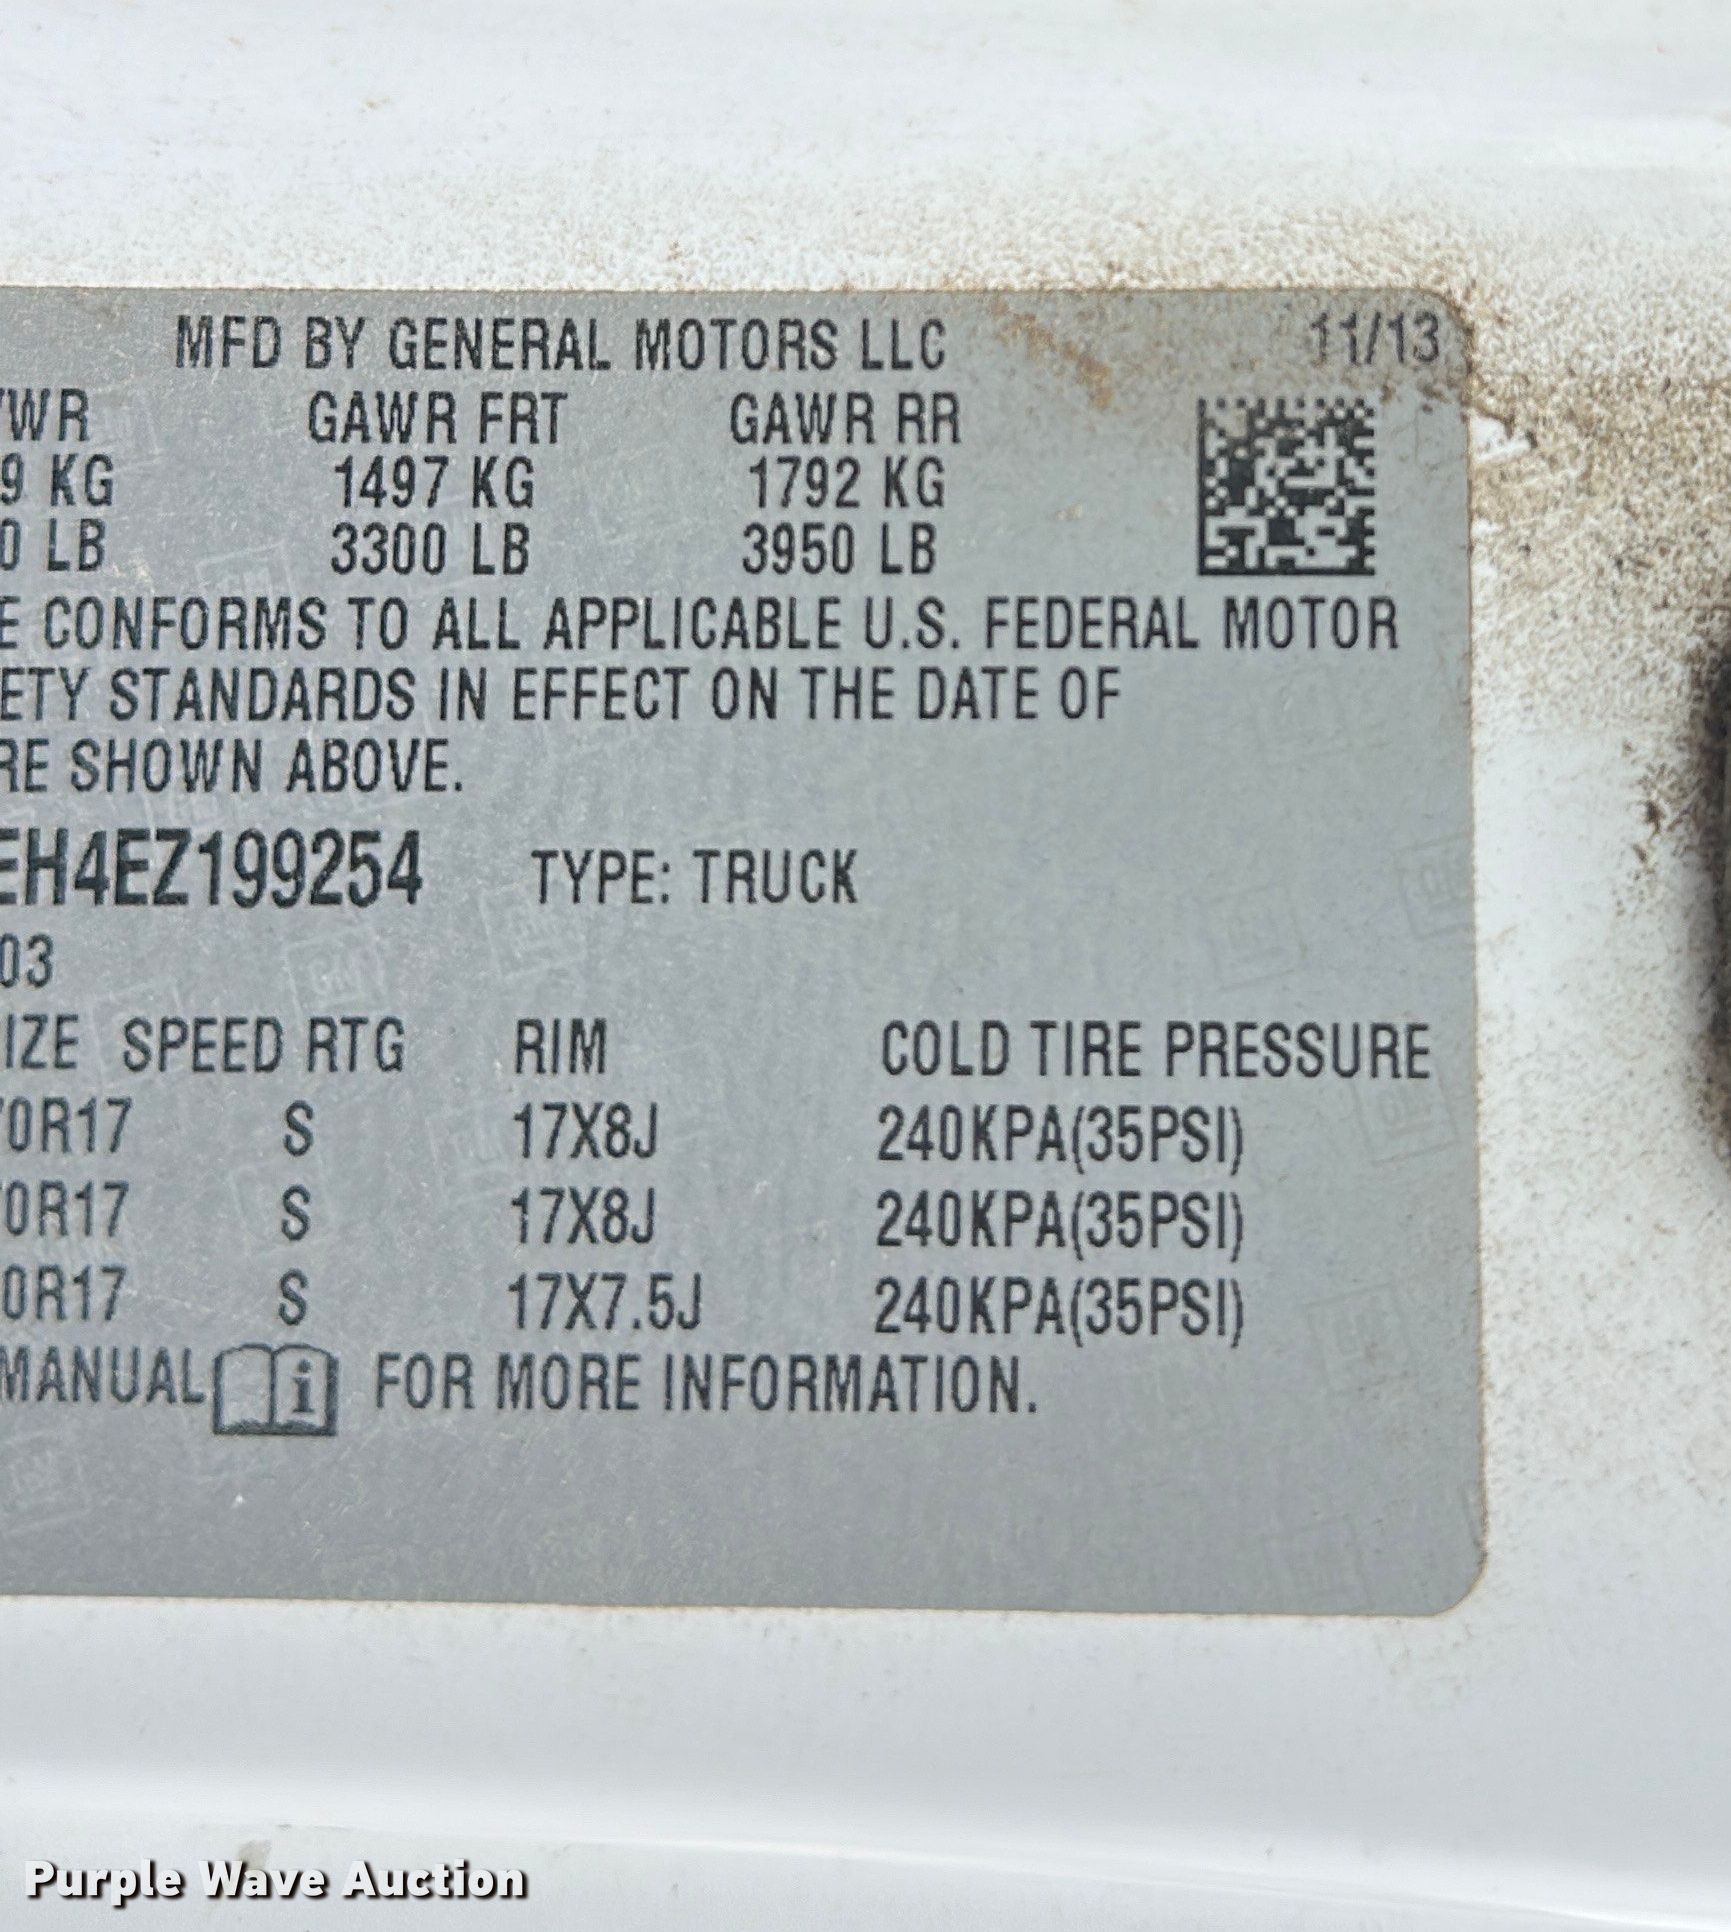 MFD BY GENERAL MOTORS LLC 11/13
VWR GAWR FRT GAWR RR
9 KG 1497 KG 1792 KG
0 LB 3300 LB 3950 LB
E CONFORMS TO ALL APPLICABLE U.S. FEDERAL MOTOR
ETY STANDARDS IN EFFECT ON THE DATE OF
RE SHOWN ABOVE.
EH4EZ199254 TYPE: TRUCK
03
IZE SPEED RTG RIM COLD TIRE PRESSURE
70R17 S 17X8J 240KPA(35PSI)
70R17 S 17X8J 240KPA(35PSI)
0R17 S 17X7.5J 240KPA(35PSI)
MANUAL i FOR MORE INFORMATION.
Purple Wave Auction